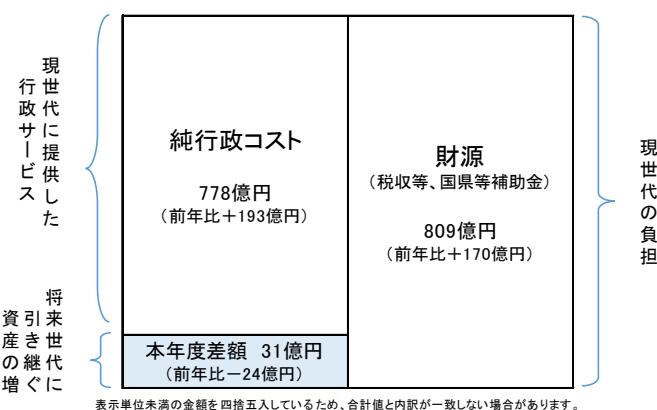 現世代に提供した
行政サービス
純行政コスト
778億円
（前年比＋193億円）
財源
（税収等、国県等補助金）
809億円
（前年比＋170億円）
現世代の負担
将来世代に
引き継ぐ
資産の増
本年度差額　31億円
（前年比－24億円）
表示単位未満の金額を四捨五入しているため、合計値と内訳が一致しない場合があります。